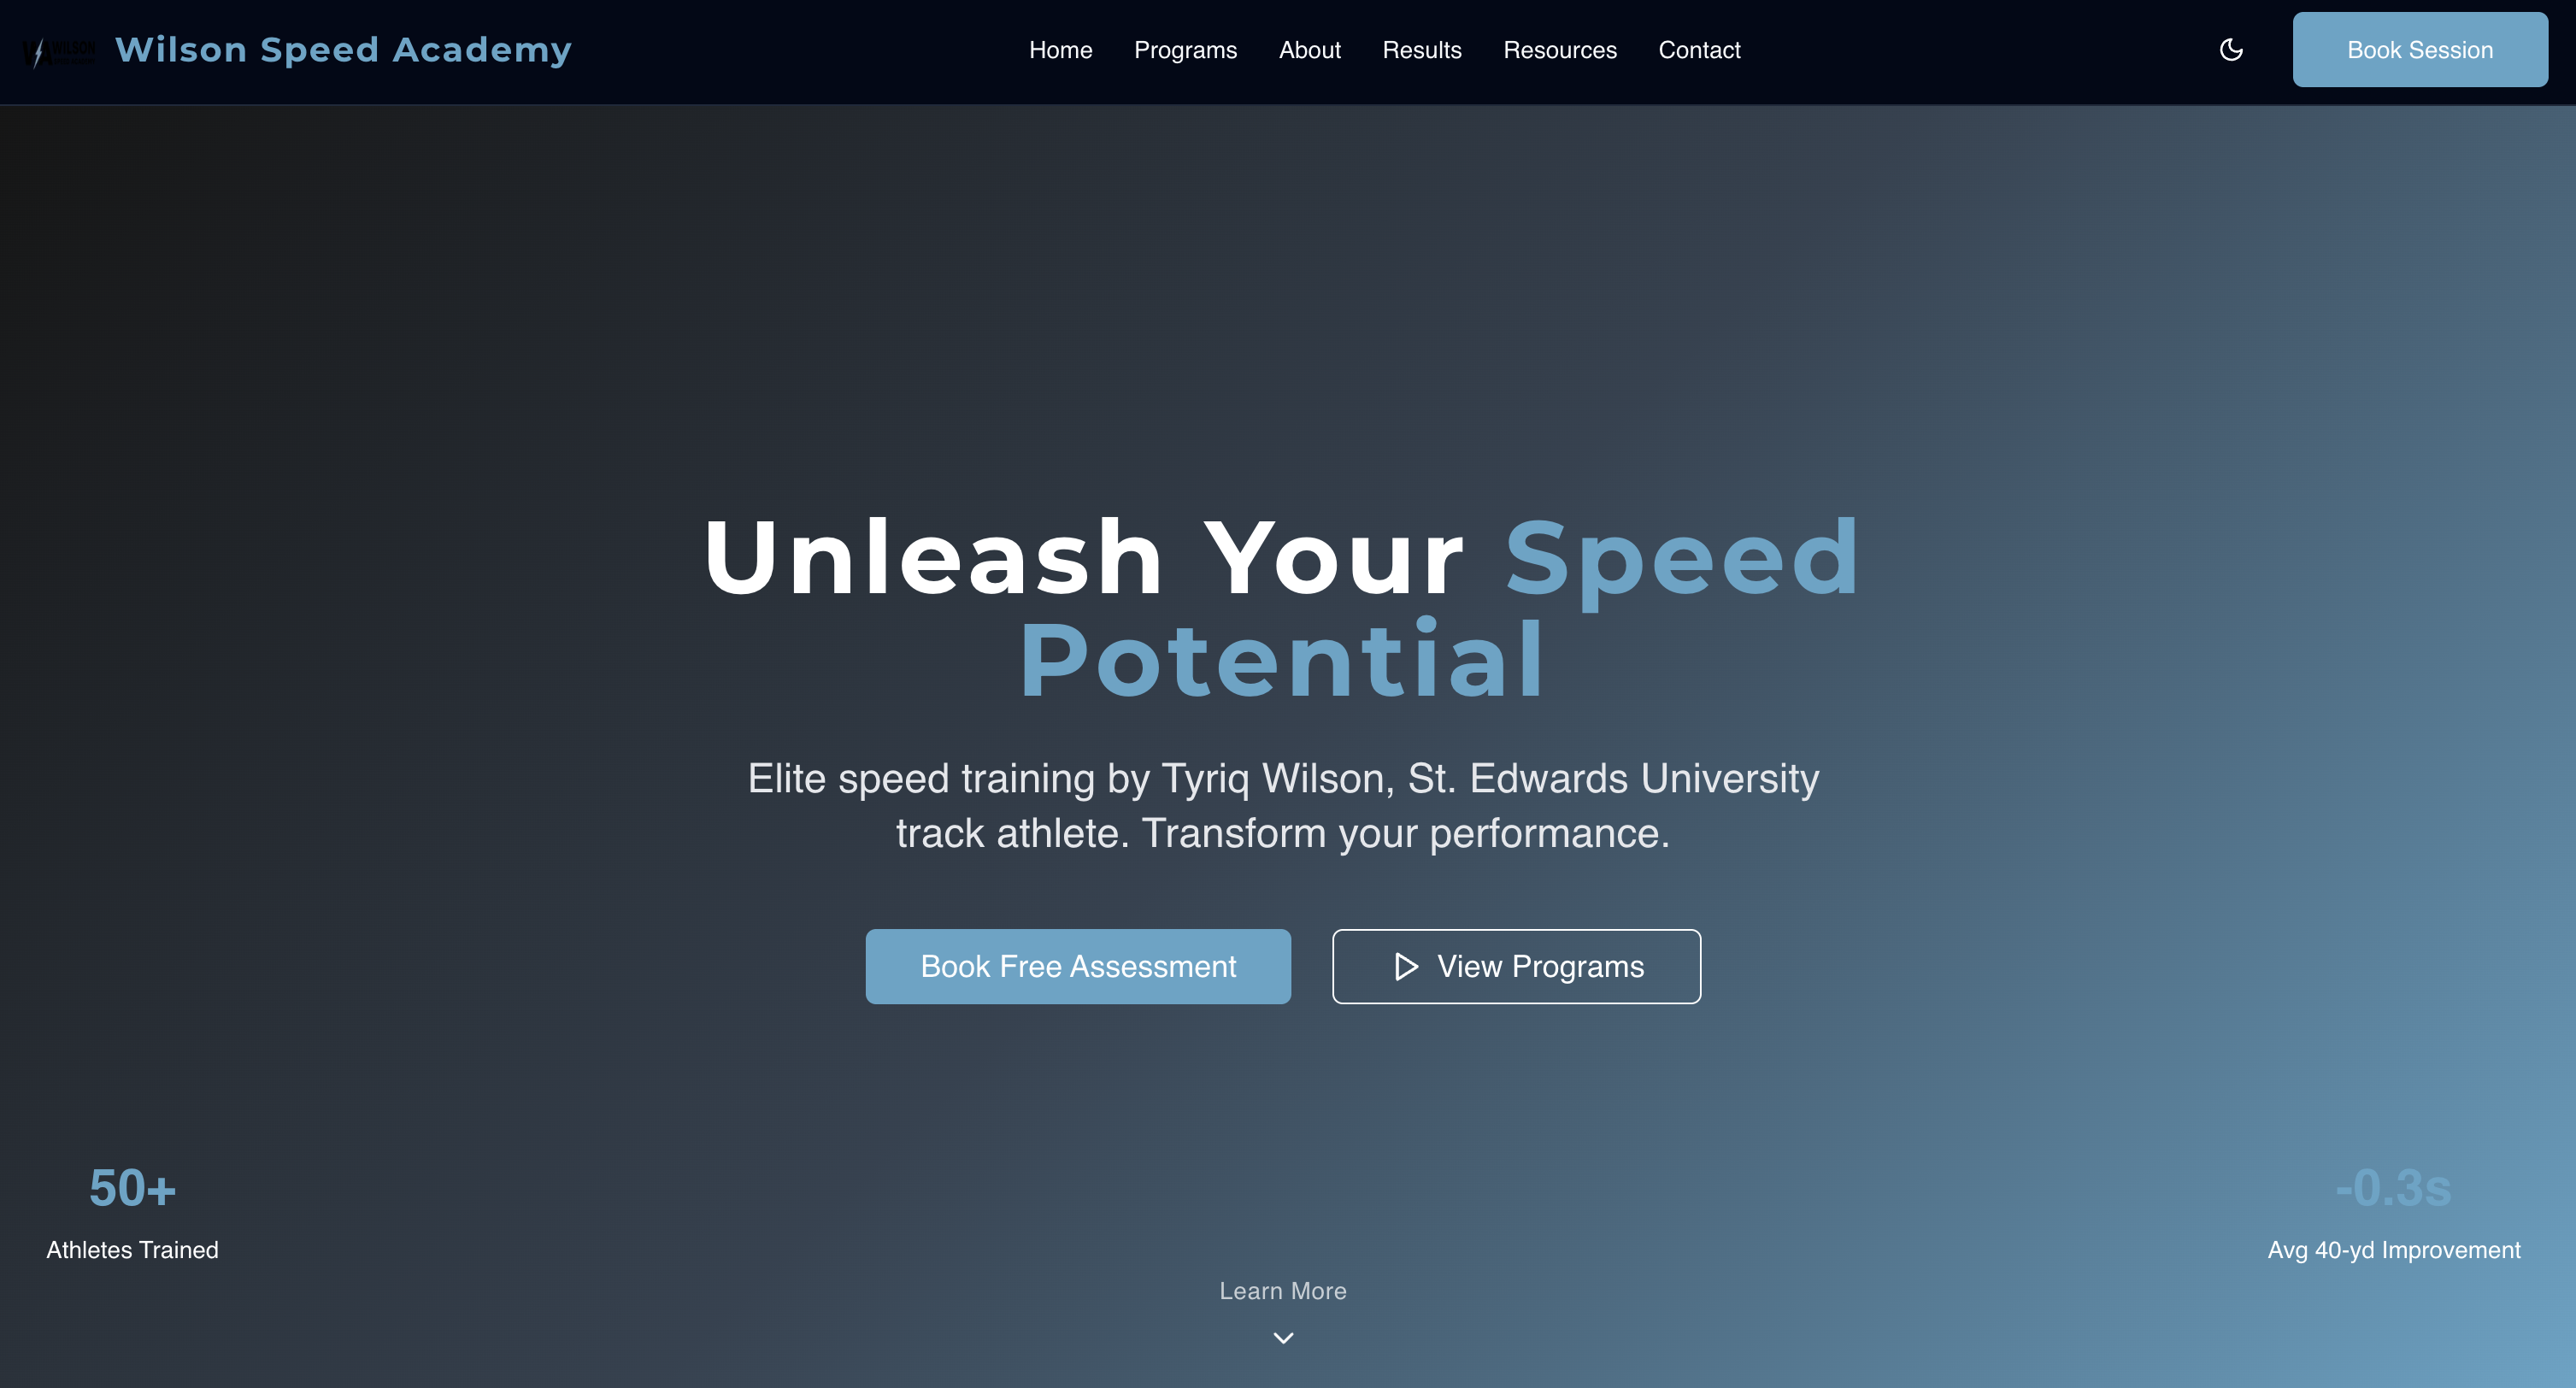 WILSON
Wilson Speed Academy
Home Programs About Results Resources Contact
Book Session
Unleash Your Speed
Potential
Elite speed training by Tyriq Wilson, St. Edwards University
track athlete. Transform your performance.
Book Free Assessment
View Programs
50+
Athletes Trained
-0.3s
Avg 40-yd Improvement
Learn More